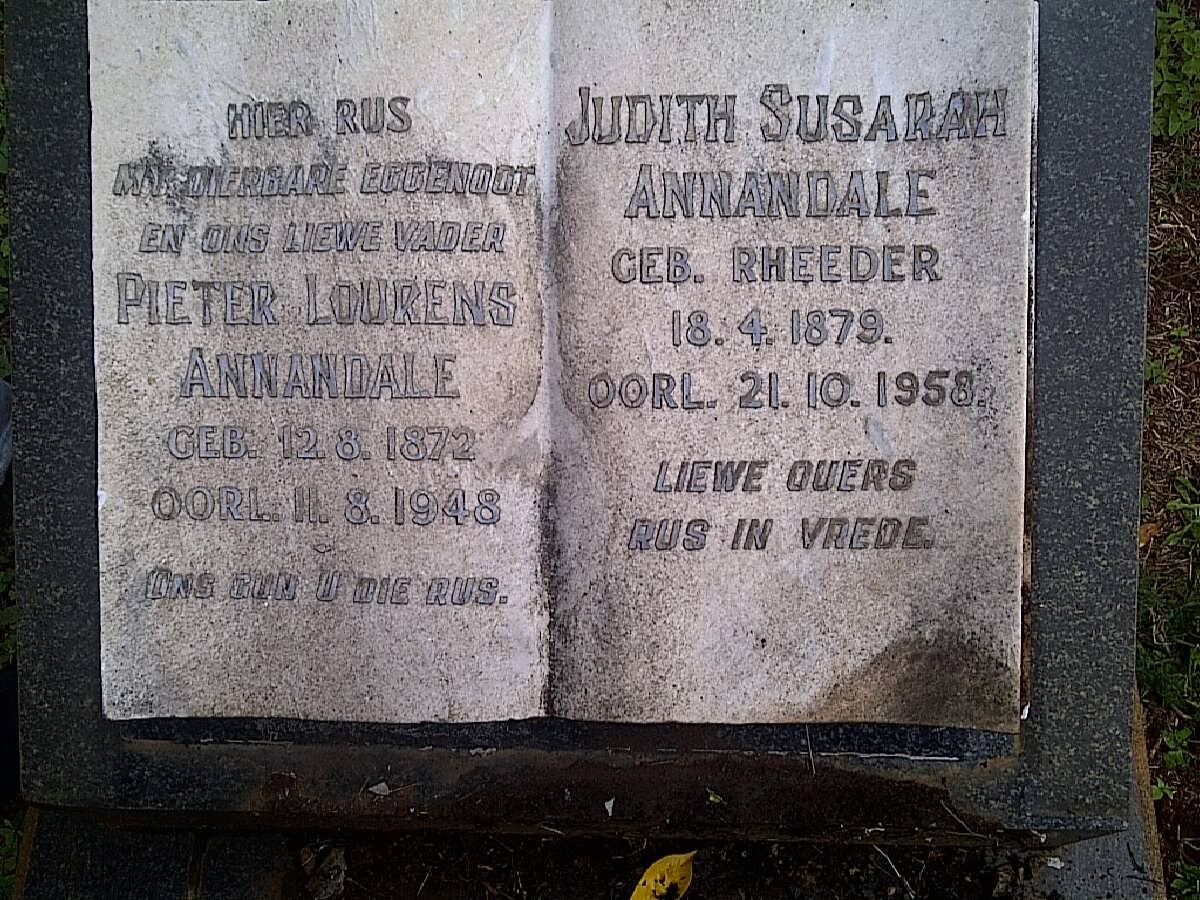 HIER RUS
MY DIERBARE EGGENOOT
EN ONS LIEWE VADER
PIETER LOURENS
ANNANDALE
GEB. 12. 8. 1872
OORL. 11. 8. 1948
ONS GUN U DIE RUS.
JUDITH SUSARAH
ANNANDALE
GEB. RHEEDER
18. 4. 1879.
OORL. 21. 10. 1958.
LIEWE OUERS
RUS IN VREDE.